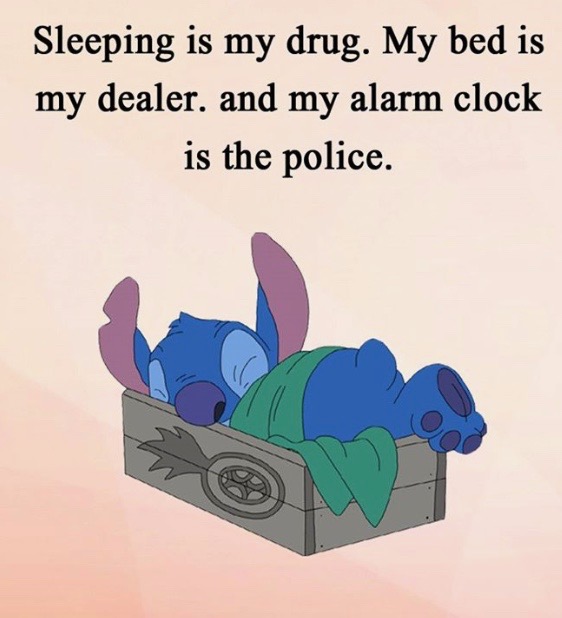 Sleeping is my drug. My bed is
my dealer. and my alarm clock
is the police.